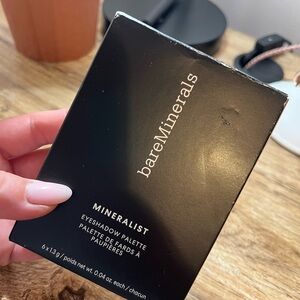 bareMinerals
MINERALIST
EYESHADOW PALETTE
PALETTE DE FARDS À
PAUPIÈRES
6 x 1.3 g / poids net wt. 0.04 oz. each / chacun